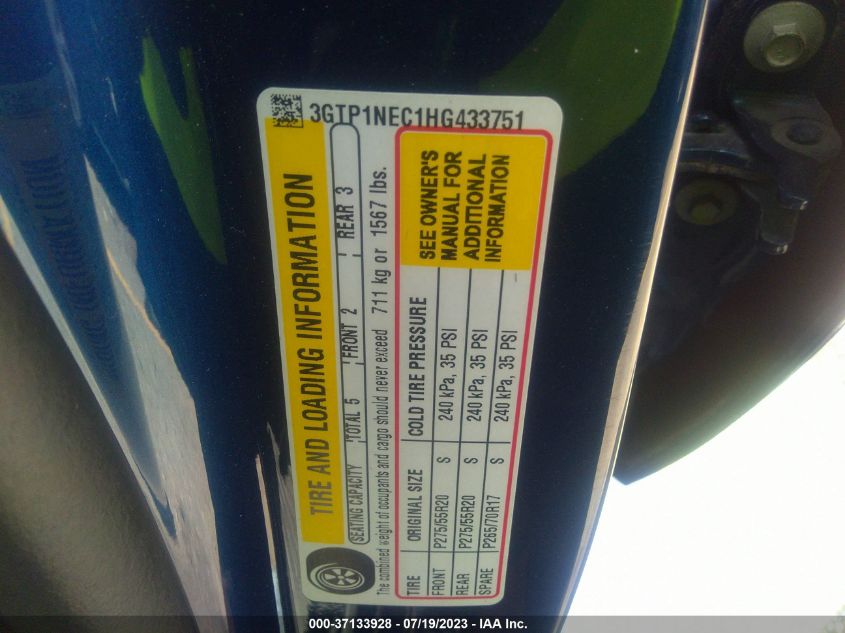 3GTP1NEC1HG433751
TIRE AND LOADING INFORMATION
SEATING CAPACITY TOTAL 5 FRONT 2 REAR 3
The combined weight of occupants and cargo should never exceed 711 kg or 1567 lbs.
TIRE ORIGINAL SIZE COLD TIRE PRESSURE
FRONT P275/55R20 S 240 kPa, 35 PSI
REAR P275/55R20 S 240 kPa, 35 PSI
SPARE P265/70R17 S 240 kPa, 35 PSI
SEE OWNER'S
MANUAL FOR
ADDITIONAL
INFORMATION
000-37133928 - 07/19/2023 - IAA Inc.